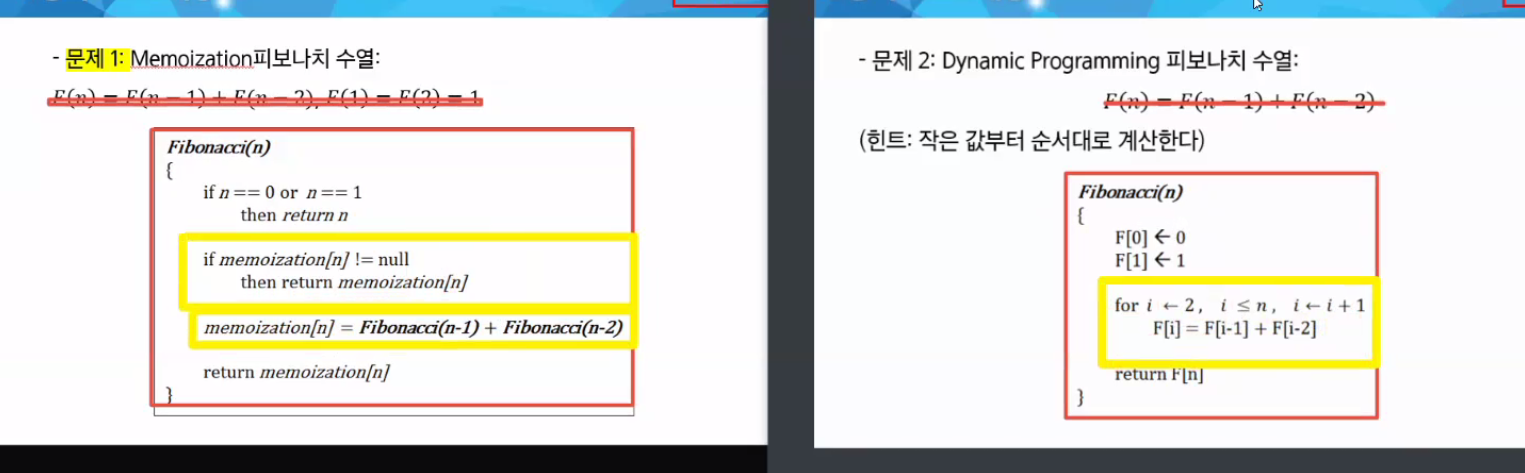 - 문제 1: Memoization피보나치 수열:
F(n) = F(n − 1) + F(n − 2), F(1) = F(2) = 1
Fibonacci(n)
{
if n == 0 or n == 1
then return n
if memoization[n] != null
then return memoization[n]
memoization[n] = Fibonacci(n-1) + Fibonacci(n-2)
return memoization[n]
}
- 문제 2: Dynamic Programming 피보나치 수열:
F(n) = F(n − 1) + F(n − 2)
(힌트: 작은 값부터 순서대로 계산한다)
Fibonacci(n)
{
F[0] ← 0
F[1] ← 1
for i ← 2, i ≤ n, i ← i + 1
F[i] = F[i-1] + F[i-2]
return F[n]
}